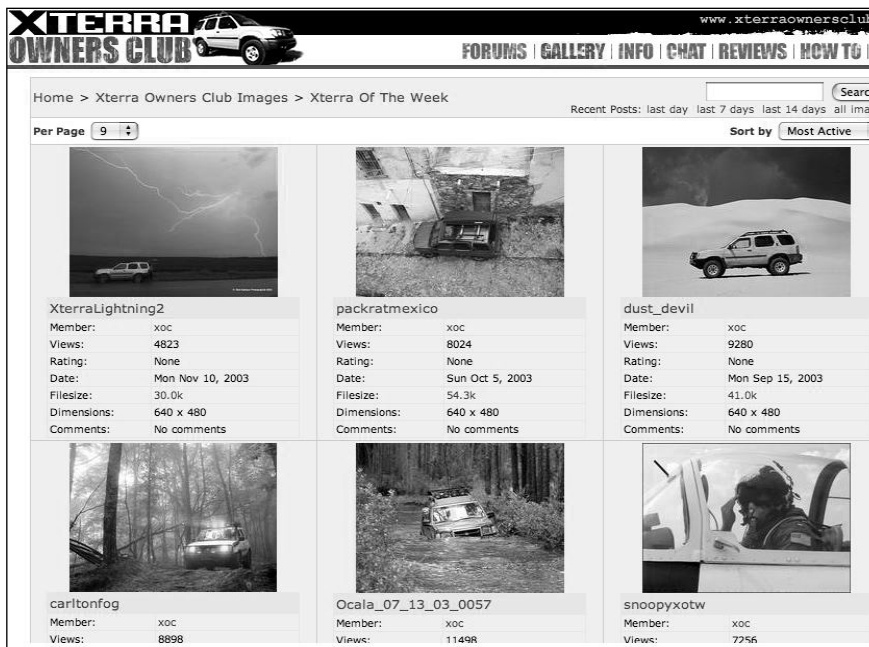 XTERRA
OWNERS CLUB
www.xterraownersclub
FORUMS | GALLERY | INFO | CHAT | REVIEWS | HOW TO |
Home > Xterra Owners Club Images > Xterra Of The Week
Searc
Recent Posts: last day last 7 days last 14 days all ima
Per Page 9
Sort by Most Active
XterraLightning2
Member: xoc
Views: 4823
Rating: None
Date: Mon Nov 10, 2003
Filesize: 30.0k
Dimensions: 640 x 480
Comments: No comments
packratmexico
Member: xoc
Views: 8024
Rating: None
Date: Sun Oct 5, 2003
Filesize: 54.3k
Dimensions: 640 x 480
Comments: No comments
dust_devil
Member: xoc
Views: 9280
Rating: None
Date: Mon Sep 15, 2003
Filesize: 41.0k
Dimensions: 640 x 480
Comments: No comments
carltonfog
Member: xoc
Views: 8898
Ocala_07_13_03_0057
Member: xoc
Views: 11498
snoopyxotw
Member: xoc
Views: 7256